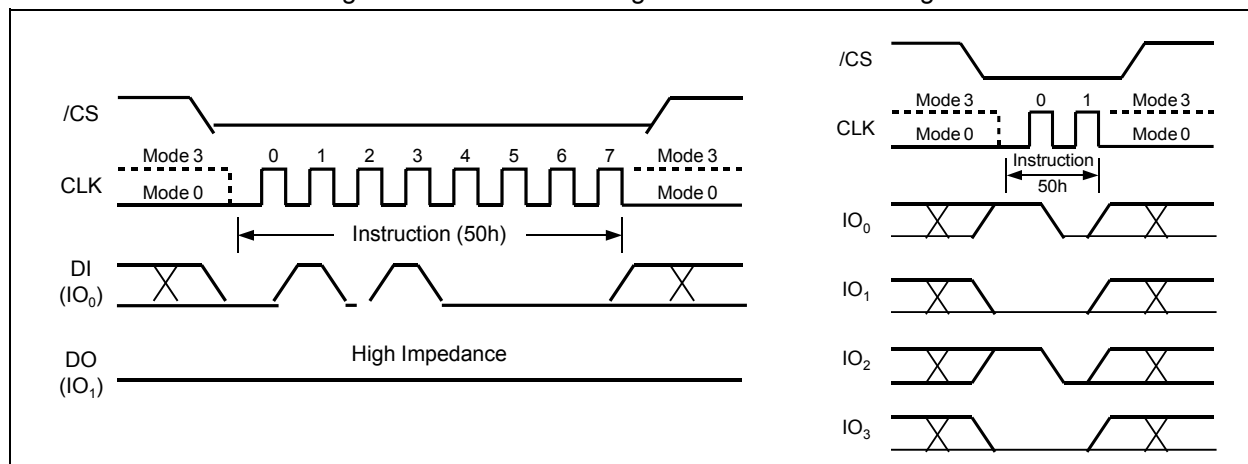 /CS
Mode 3 0 1 2 3 4 5 6 7 Mode 3
CLK
Mode 0 Mode 0
Instruction (50h)
DI
(IO₀)
High Impedance
DO
(IO₁)
/CS
Mode 3 0 1 Mode 3
CLK
Mode 0 Mode 0
Instruction
50h
IO₀
IO₁
IO₂
IO₃